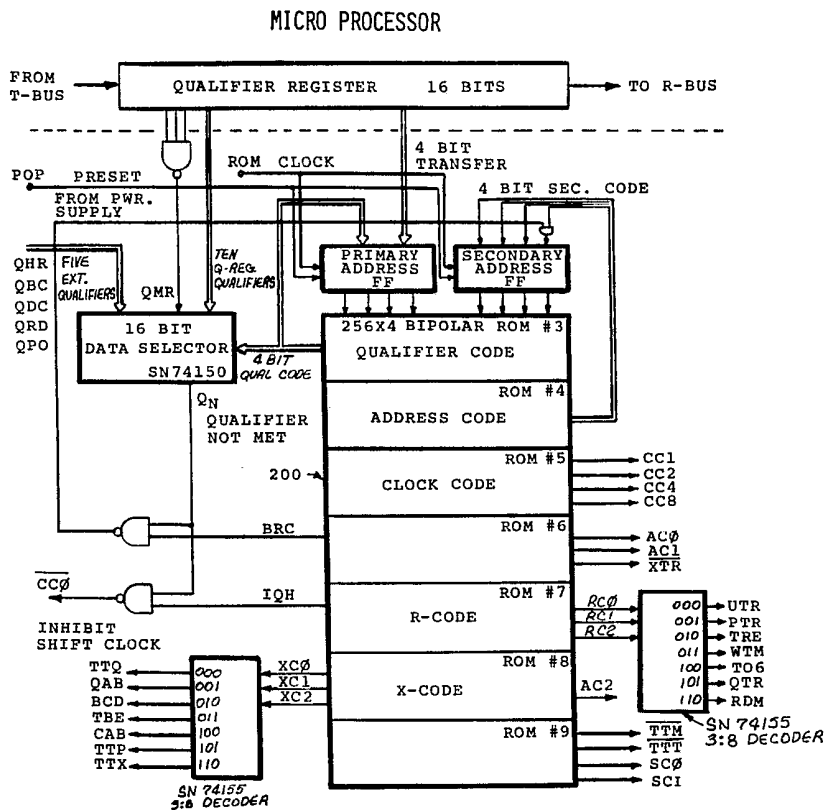 MICRO PROCESSOR
FROM
T-BUS
QUALIFIER REGISTER 16 BITS
TO R-BUS
4 BIT
TRANSFER
ROM CLOCK
POP PRESET
FROM PWR.
SUPPLY
4 BIT SEC. CODE
QHR
QBC
QDC
QRD
QPO
FIVE
EXT.
QUALIFIERS
QMR
TEN
Q-REG
QUALIFIERS
PRIMARY
ADDRESS
FF
SECONDARY
ADDRESS
FF
16 BIT
DATA SELECTOR
SN74150
4 BIT
QUAL CODE
256X4 BIPOLAR ROM #3
QUALIFIER CODE
QN
QUALIFIER
NOT MET
ROM #4
ADDRESS CODE
200
ROM #5
CLOCK CODE
CC1
CC2
CC4
CC8
BRC
ROM #6
ACØ
AC1
XTR
CCØ
INHIBIT
SHIFT CLOCK
IQH
ROM #7
R-CODE
RCØ
RC1
RC2
000 UTR
001 PTR
010 TRE
011 WTM
100 TO6
101 QTR
110 RDM
SN 74155
3:8 DECODER
TTQ 000
QAB 001
BCD 010
TBE 011
CAB 100
TTP 101
TTX 110
SN 74155
3:8 DECODER
XCØ
XC1
XC2
ROM #8
X-CODE
AC2
ROM #9
TTM
TTT
SCØ
SCI